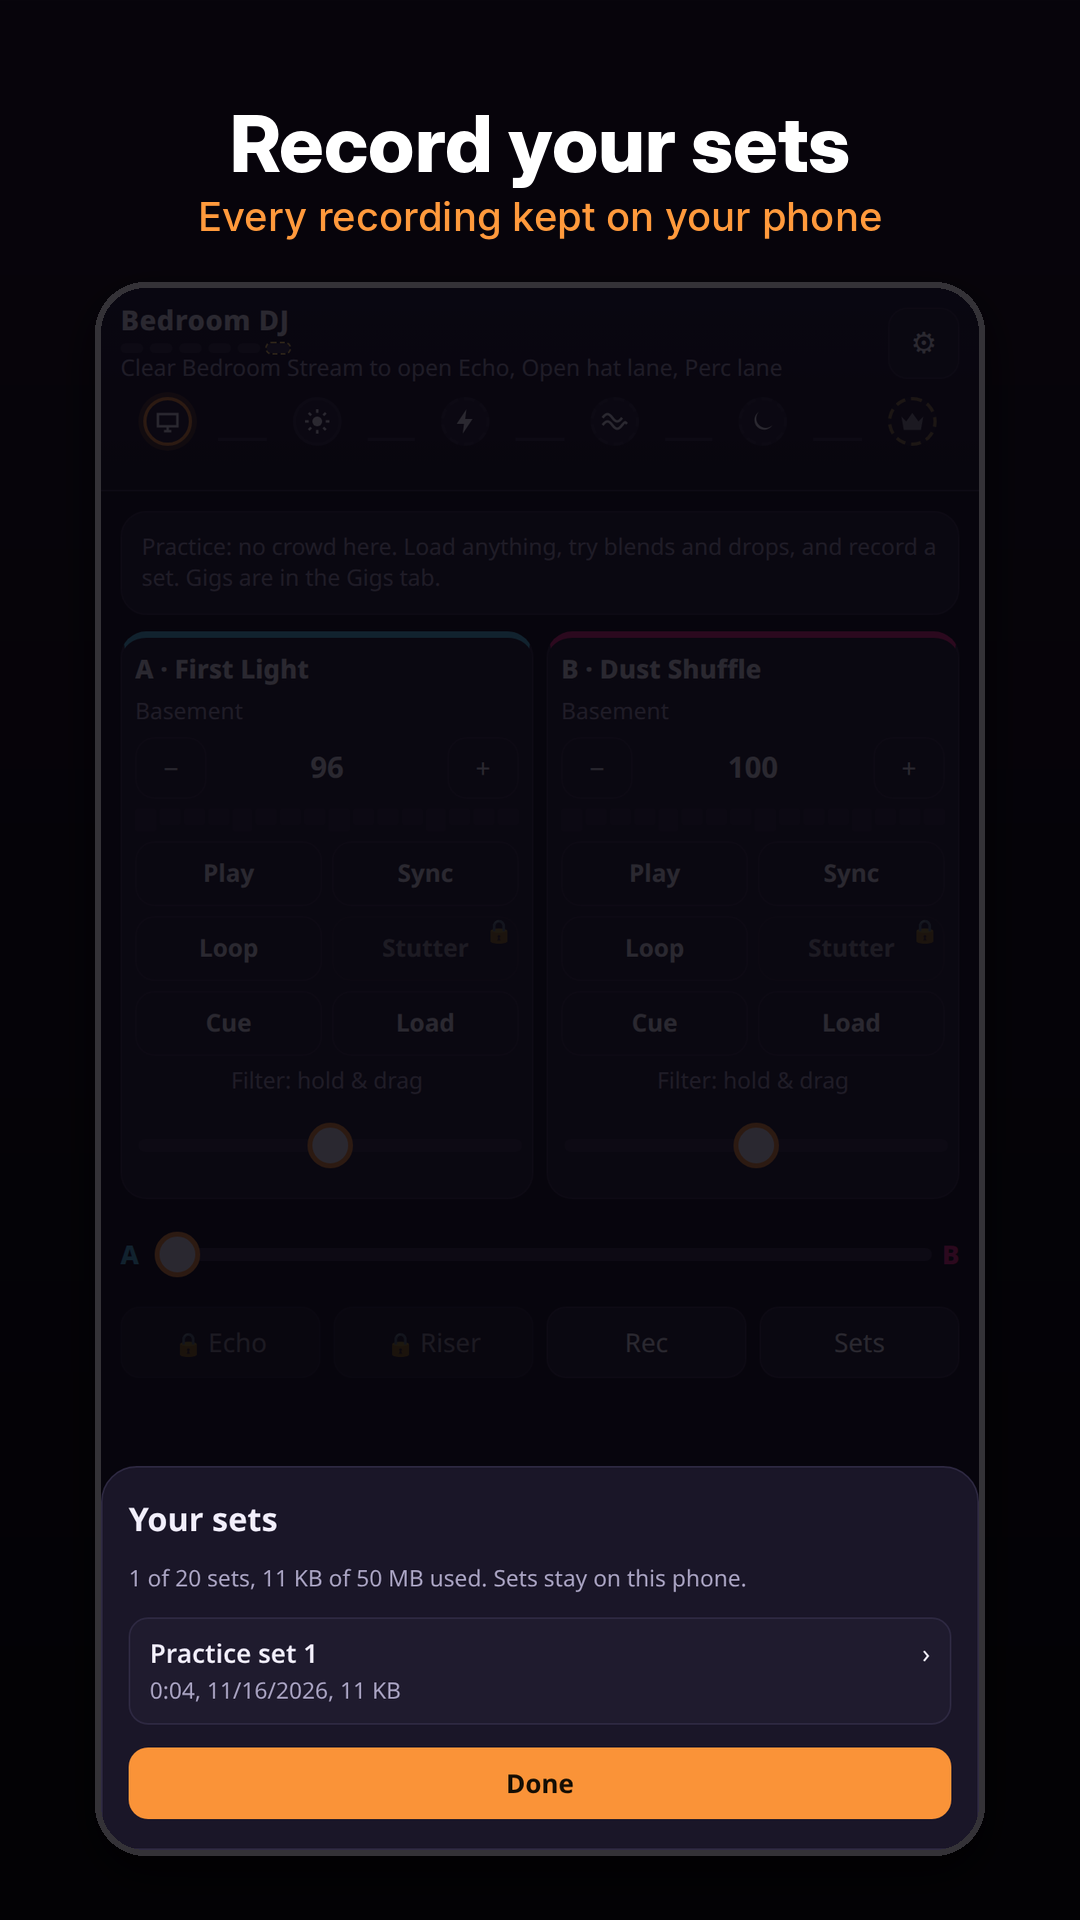 Record your sets
Every recording kept on your phone
Bedroom DJ
Clear Bedroom Stream to open Echo, Open hat lane, Perc lane
Practice: no crowd here. Load anything, try blends and drops, and record a
set. Gigs are in the Gigs tab.
A · First Light
Basement
− 96 +
Play Sync
Loop Stutter
Cue Load
Filter: hold & drag
B · Dust Shuffle
Basement
− 100 +
Play Sync
Loop Stutter
Cue Load
Filter: hold & drag
A B
Echo Riser Rec Sets
Your sets
1 of 20 sets, 11 KB of 50 MB used. Sets stay on this phone.
Practice set 1 ›
0:04, 11/16/2026, 11 KB
Done